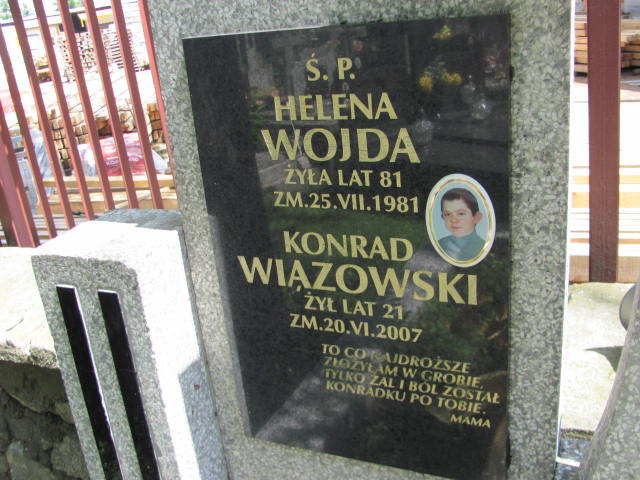 Ś. P.
HELENA
WOJDA
ŻYŁA LAT 81
ZM. 25.VII.1981
KONRAD
WIĄZOWSKI
ŻYŁ LAT 21
ZM. 20.VI.2007
TO CO NAJDROŻSZE
ZŁOŻYŁAM W GROBIE,
TYLKO ŻAL I BÓL ZOSTAŁ
KONRADKU PO TOBIE.
MAMA